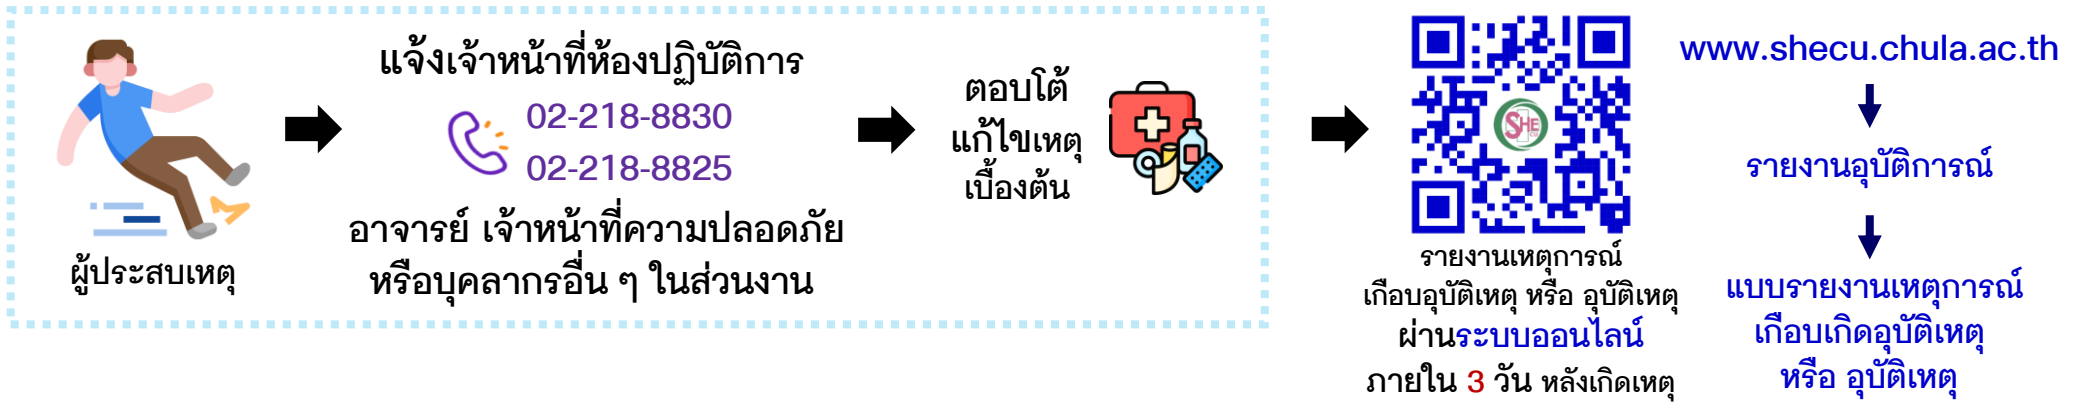 ผู้ประสบเหตุ
แจ้งเจ้าหน้าที่ห้องปฏิบัติการ
02-218-8830
02-218-8825
อาจารย์ เจ้าหน้าที่ความปลอดภัย
หรือบุคลากรอื่น ๆ ในส่วนงาน
ตอบโต้
แก้ไขเหตุ
เบื้องต้น
SHE
CU
รายงานเหตุการณ์
เกือบอุบัติเหตุ หรือ อุบัติเหตุ
ผ่านระบบออนไลน์
ภายใน 3 วัน หลังเกิดเหตุ
www.shecu.chula.ac.th
รายงานอุบัติการณ์
แบบรายงานเหตุการณ์
เกือบเกิดอุบัติเหตุ
หรือ อุบัติเหตุ